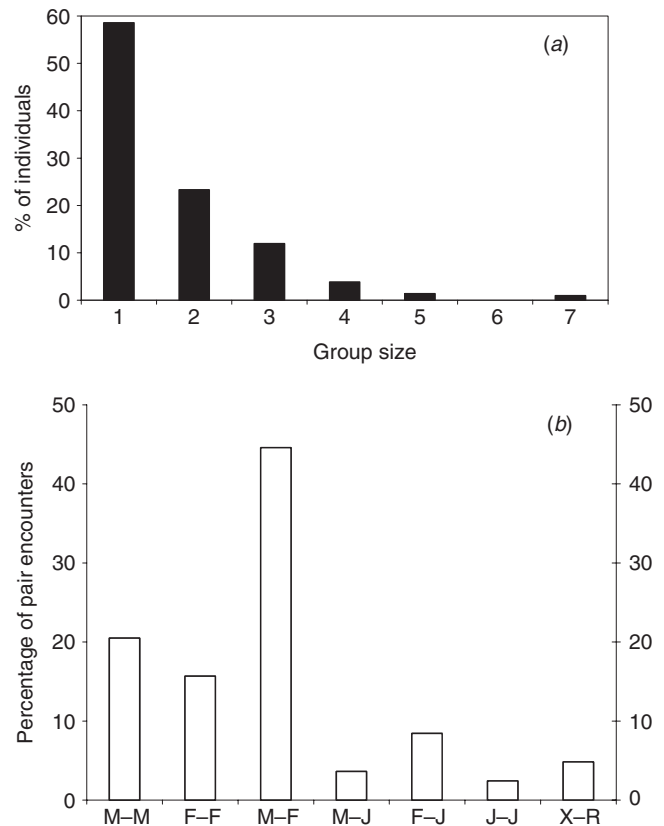 (a)
% of individuals
60
50
40
30
20
10
0
1 2 3 4 5 6 7
Group size
(b)
Percentage of pair encounters
50
40
30
20
10
0
50
40
30
20
10
0
M–M F–F M–F M–J F–J J–J X–R